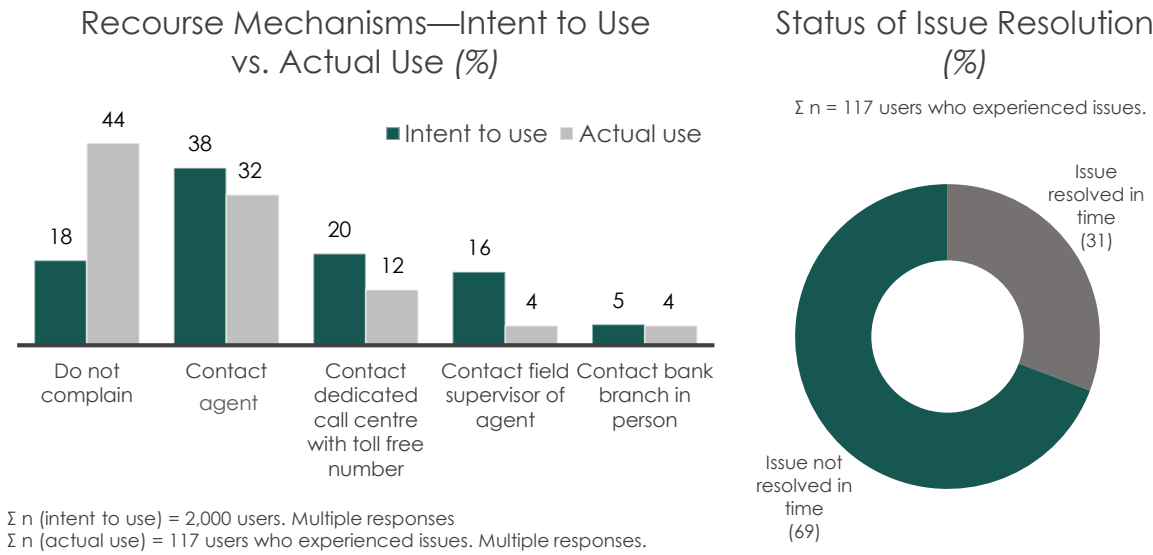 Recourse Mechanisms—Intent to Use
vs. Actual Use (%)
Intent to use
Actual use
18
44
38
32
20
12
16
4
5
4
Do not
complain
Contact
agent
Contact
dedicated
call centre
with toll free
number
Contact field
supervisor of
agent
Contact bank
branch in
person
Σ n (intent to use) = 2,000 users. Multiple responses
Σ n (actual use) = 117 users who experienced issues. Multiple responses.
Status of Issue Resolution
(%)
Σ n = 117 users who experienced issues.
Issue
resolved in
time
(31)
Issue not
resolved in
time
(69)